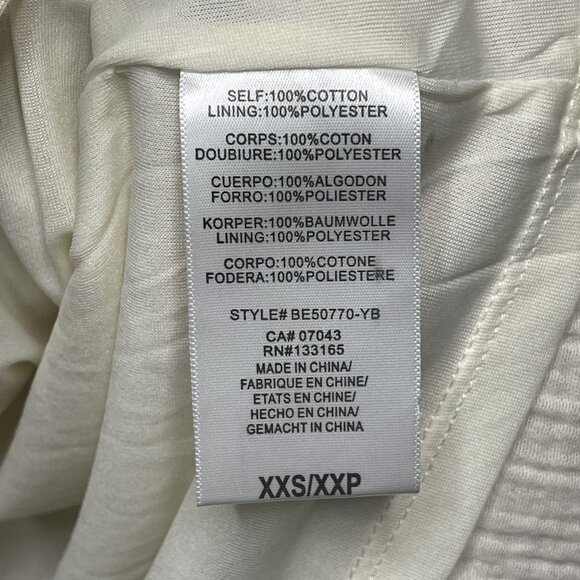 SELF:100%COTTON
LINING:100%POLYESTER
CORPS:100%COTON
DOUBIURE:100%POLYESTER
CUERPO:100%ALGODON
FORRO:100%POLIESTER
KORPER:100%BAUMWOLLE
LINING:100%POLYESTER
CORPO:100%COTONE
FODERA:100%POLIESTERE
STYLE# BE50770-YB
CA# 07043
RN#133165
MADE IN CHINA/
FABRIQUE EN CHINE/
ETATS EN CHINE/
HECHO EN CHINA/
GEMACHT IN CHINA
XXS/XXP